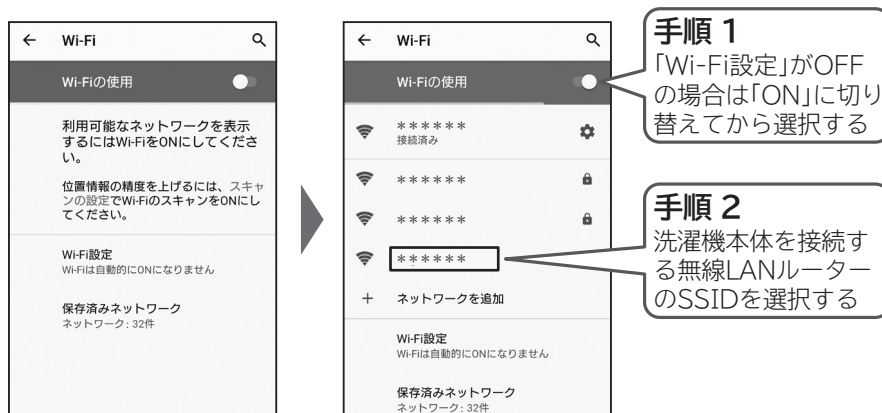 Wi-Fi
Wi-Fiの使用
利用可能なネットワークを表示
するにはWi-FiをONにしてくださ
い。
位置情報の精度を上げるには、スキャ
ンの設定でWi-FiのスキャンをONにし
てください。
Wi-Fi設定
Wi-Fiは自動的にONになりません
保存済みネットワーク
ネットワーク: 32件
Wi-Fi
Wi-Fiの使用
******
接続済み
******
******
******
+ ネットワークを追加
Wi-Fi設定
Wi-Fiは自動的にONになりません
保存済みネットワーク
ネットワーク: 32件
手順 1
「Wi-Fi設定」がOFF
の場合は「ON」に切り
替えてから選択する
手順 2
洗濯機本体を接続す
る無線LANルーター
のSSIDを選択する